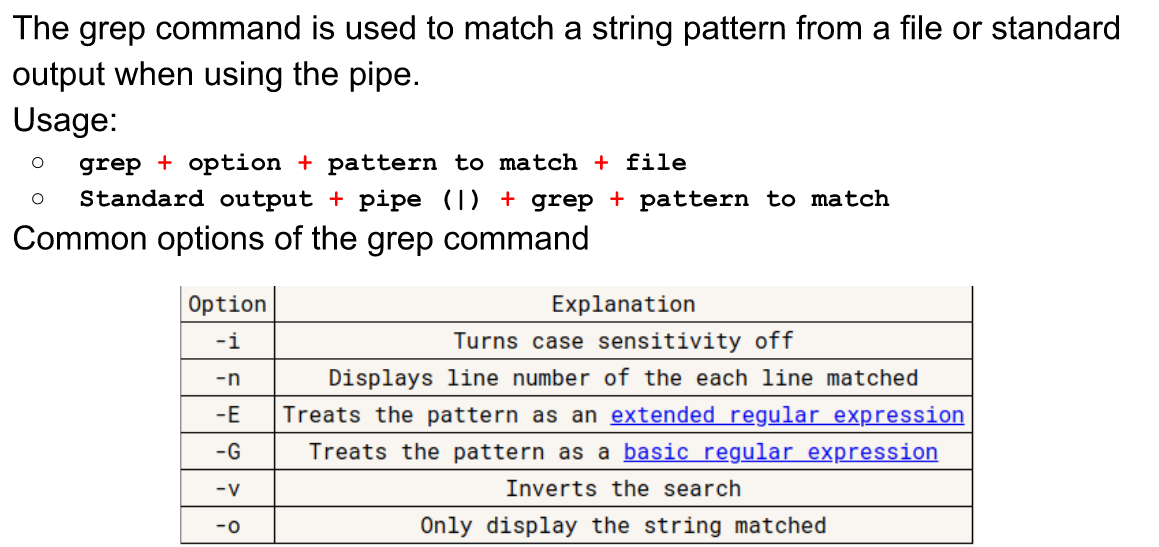 The grep command is used to match a string pattern from a file or standard
output when using the pipe.
Usage:
○ grep + option + pattern to match + file
○ Standard output + pipe (|) + grep + pattern to match
Common options of the grep command
Option Explanation
-i Turns case sensitivity off
-n Displays line number of the each line matched
-E Treats the pattern as an extended regular expression
-G Treats the pattern as a basic regular expression
-v Inverts the search
-o Only display the string matched